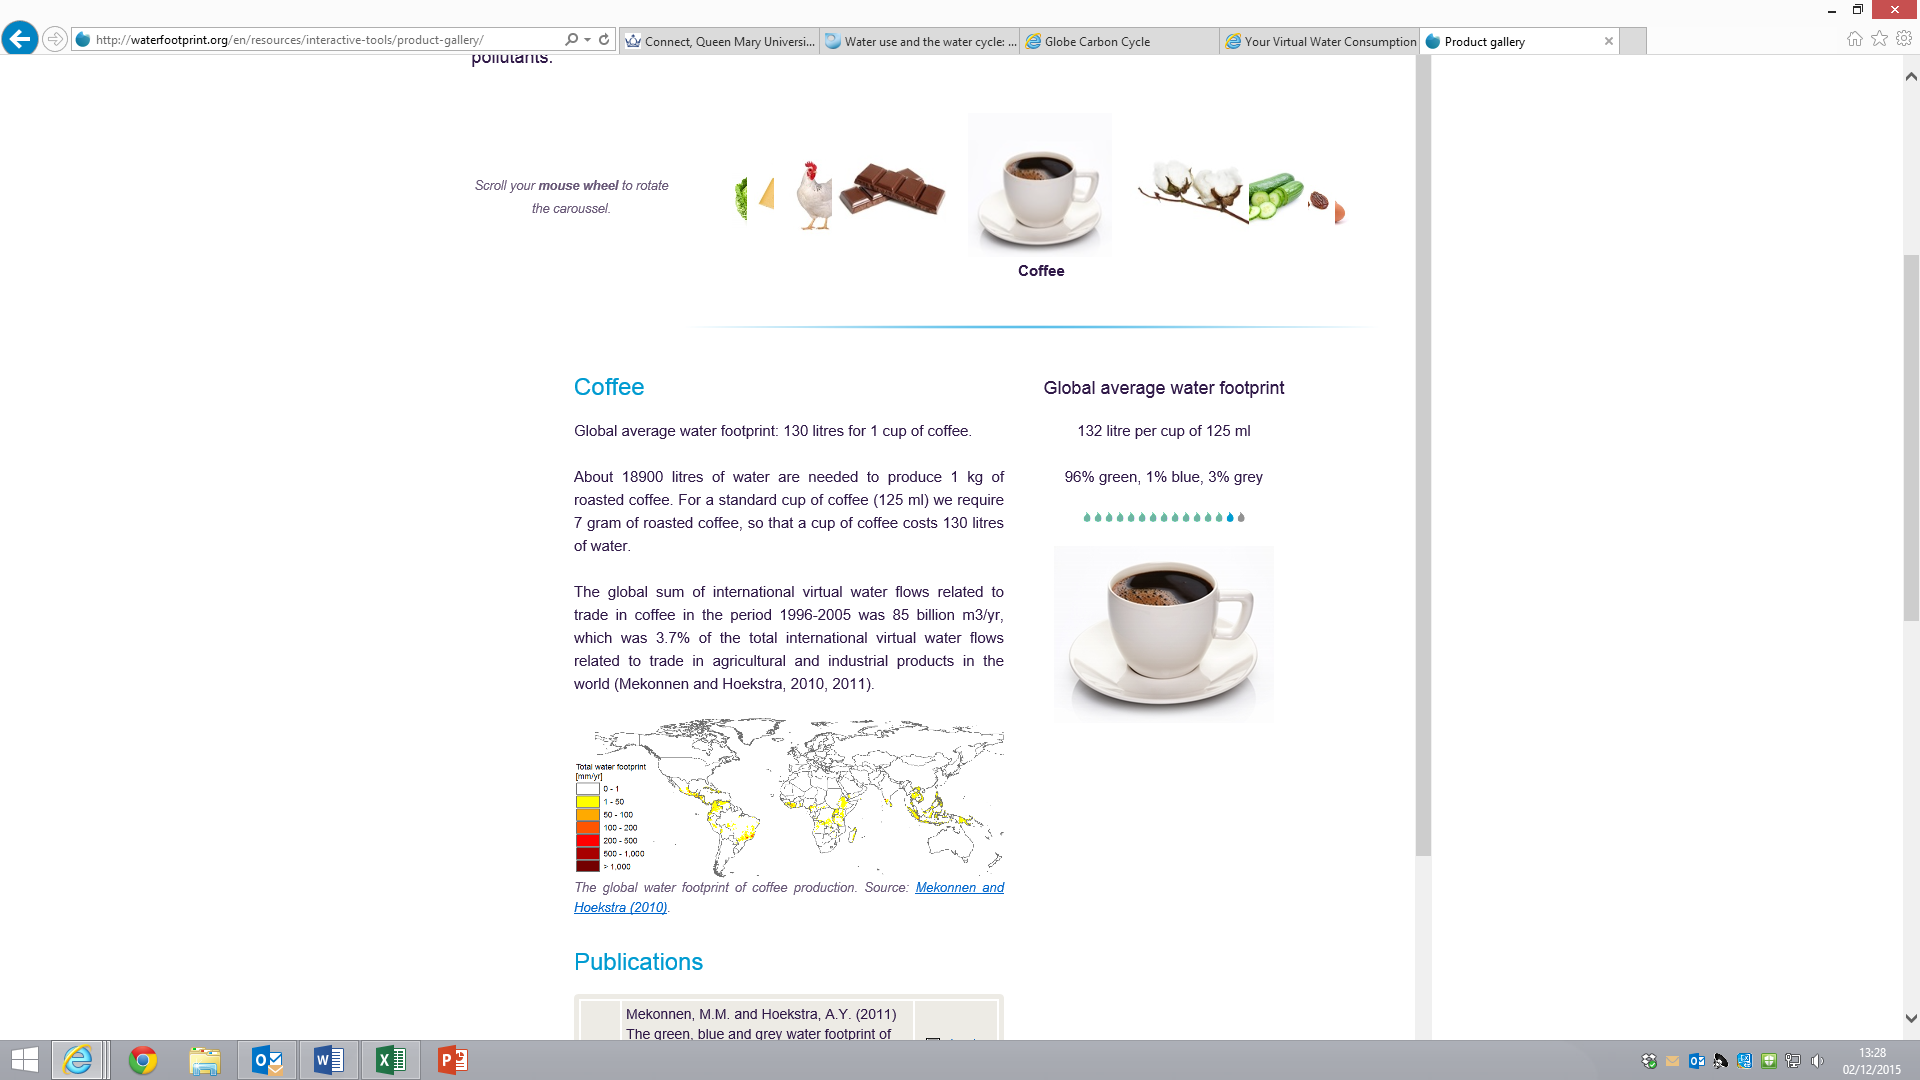 http://waterfootprint.org/en/resources/interactive-tools/product-gallery/
Connect, Queen Mary Universi...
Water use and the water cycle: ...
Globe Carbon Cycle
Your Virtual Water Consumption
Product gallery
pollutants.
Scroll your mouse wheel to rotate
the caroussel.
Coffee
Coffee
Global average water footprint: 130 litres for 1 cup of coffee.
About 18900 litres of water are needed to produce 1 kg of
roasted coffee. For a standard cup of coffee (125 ml) we require
7 gram of roasted coffee, so that a cup of coffee costs 130 litres
of water.
The global sum of international virtual water flows related to
trade in coffee in the period 1996-2005 was 85 billion m3/yr,
which was 3.7% of the total international virtual water flows
related to trade in agricultural and industrial products in the
world (Mekonnen and Hoekstra, 2010, 2011).
Global average water footprint
132 litre per cup of 125 ml
96% green, 1% blue, 3% grey
Total water footprint
[mm/yr]
0 - 1
1 - 50
50 - 100
100 - 200
200 - 500
500 - 1,000
> 1,000
The global water footprint of coffee production. Source: Mekonnen and
Hoekstra (2010).
Publications
Mekonnen, M.M. and Hoekstra, A.Y. (2011)
The green, blue and grey water footprint of
13:28
02/12/2015